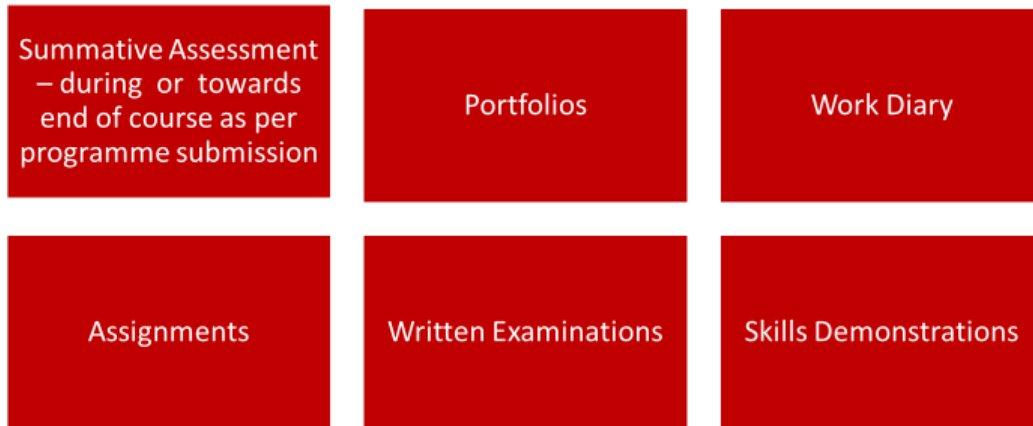 Summative Assessment
– during or towards
end of course as per
programme submission
Portfolios
Work Diary
Assignments
Written Examinations
Skills Demonstrations